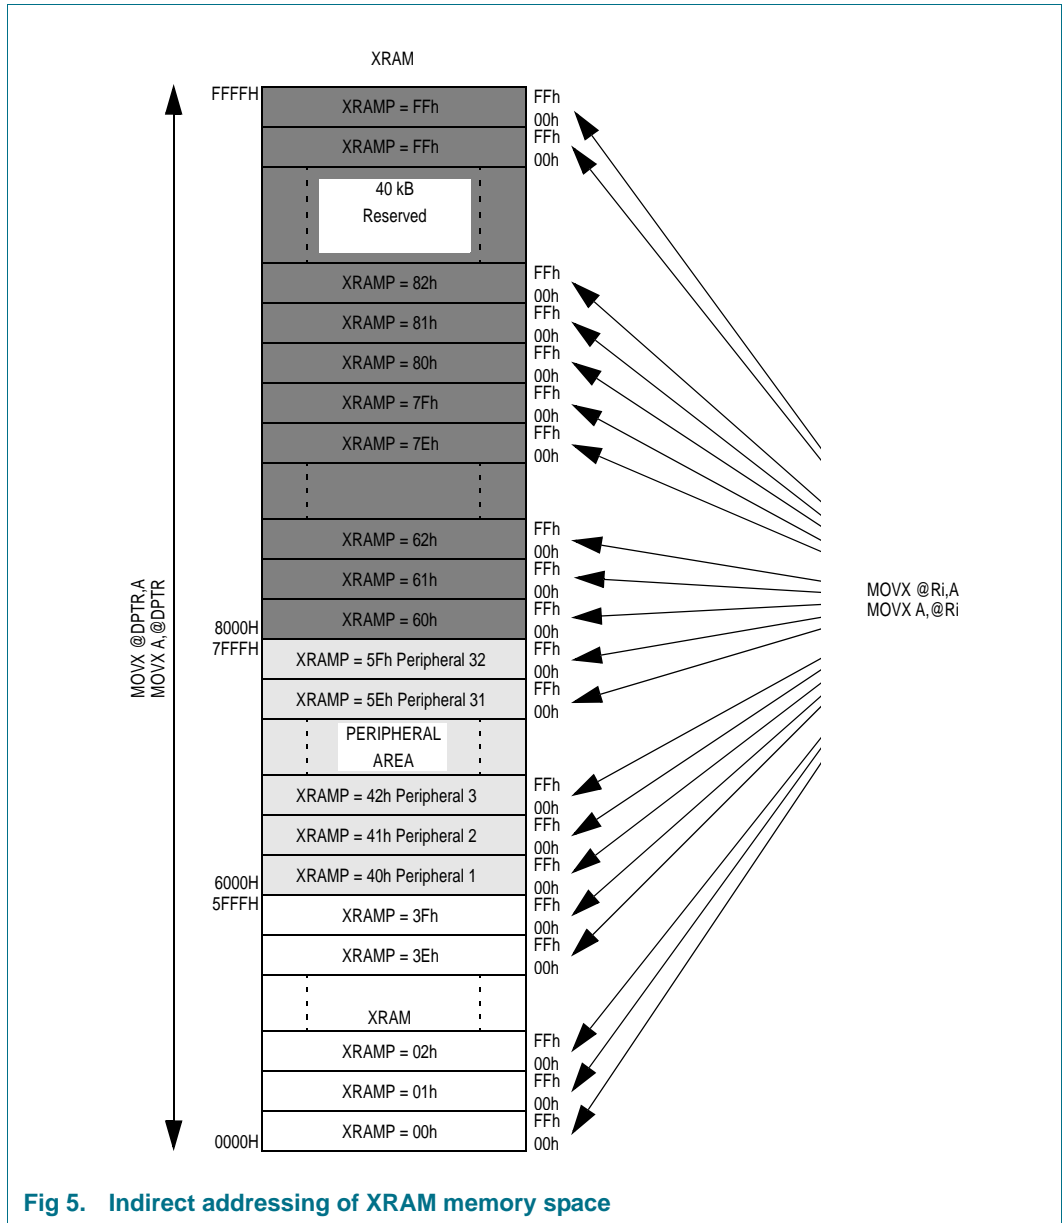 XRAM
FFFFH
XRAMP = FFh
FFh
00h
XRAMP = FFh
FFh
00h
40 kB
Reserved
XRAMP = 82h
FFh
00h
XRAMP = 81h
FFh
00h
XRAMP = 80h
FFh
00h
XRAMP = 7Fh
FFh
00h
XRAMP = 7Eh
FFh
00h
XRAMP = 62h
FFh
00h
XRAMP = 61h
FFh
00h
XRAMP = 60h
FFh
00h
8000H
7FFFH
XRAMP = 5Fh Peripheral 32
FFh
00h
XRAMP = 5Eh Peripheral 31
FFh
00h
PERIPHERAL
AREA
XRAMP = 42h Peripheral 3
FFh
00h
XRAMP = 41h Peripheral 2
FFh
00h
XRAMP = 40h Peripheral 1
FFh
00h
6000H
5FFFH
XRAMP = 3Fh
FFh
00h
XRAMP = 3Eh
FFh
00h
XRAM
XRAMP = 02h
FFh
00h
XRAMP = 01h
FFh
00h
XRAMP = 00h
FFh
00h
0000H
MOVX @DPTR,A
MOVX A,@DPTR
MOVX @Ri,A
MOVX A,@Ri
Fig 5. Indirect addressing of XRAM memory space